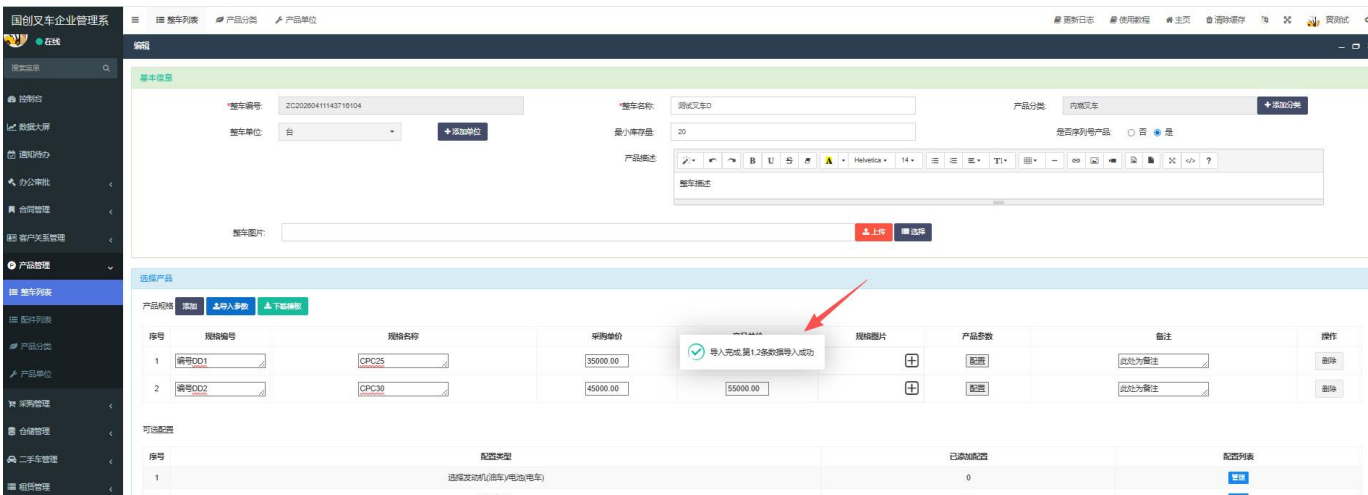 国创叉车企业管理系
整车列表 产品分类 产品单位
更新日志 使用教程 主页 清除缓存 黄测试
在线
编辑
搜索菜单
控制台
数据大屏
通知待办
办公审批
合同管理
客户关系管理
产品管理
整车列表
配件列表
产品分类
产品单位
采购管理
仓储管理
二手车管理
租赁管理
基本信息
*整车编号: ZC20260411143716104
*整车名称: 测试叉车D
产品分类: 内燃叉车 +添加分类
整车单位: 台 +添加单位
最小库存量: 20
是否序列号产品: 否 是
产品描述:
B U S A Helvetica 14 T ?
整车描述
整车图片: 上传 选择
选择产品
产品规格 添加 导入参数 下载模板
序号 规格编号 规格名称 采购单价 产品单价 规格图片 产品参数 备注 操作
1 编号DD1 CPC25 35000.00 配置 此处为备注 删除
导入完成,第1,2条数据导入成功
2 编号DD2 CPC30 45000.00 55000.00 配置 此处为备注 删除
可选配置
序号 配置类型 已添加配置 配置列表
1 选择发动机(油车)/电池(电车) 0 管理